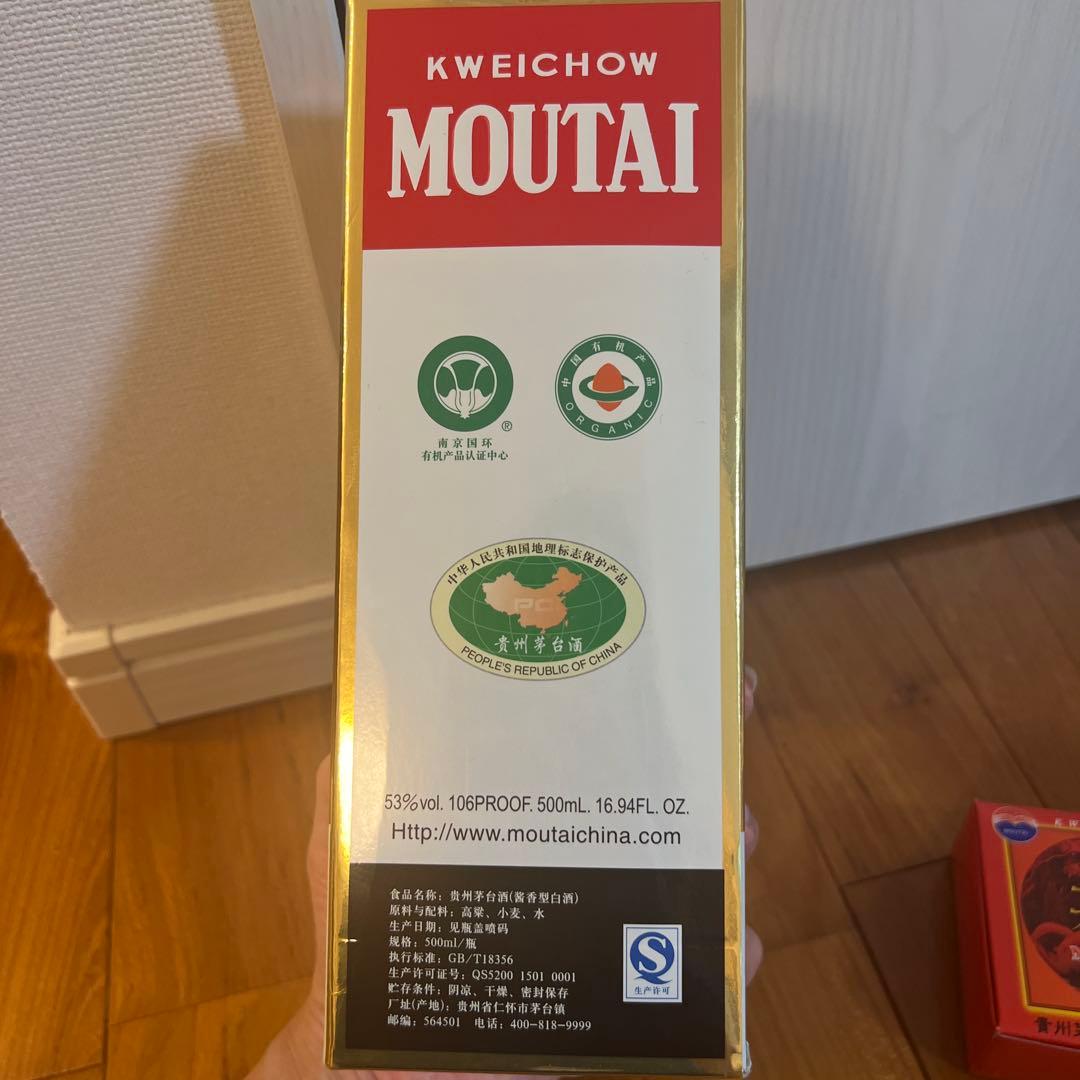 KWEICHOW
MOUTAI
®
南京国环
有机产品认证中心
中国有机产品
ORGANIC
中华人民共和国地理标志保护产品
PC
贵州茅台酒
PEOPLE'S REPUBLIC OF CHINA
53%vol. 106PROOF. 500mL. 16.94FL. OZ.
Http://www.moutaichina.com
食品名称：贵州茅台酒(酱香型白酒)
原料与配料：高粱、小麦、水
生产日期：见瓶盖喷码
规格：500ml/瓶
执行标准：GB/T18356
生产许可证号：QS5200 1501 0001
贮存条件：阴凉、干燥、密封保存
厂址(产地)：贵州省仁怀市茅台镇
邮编：564501 电话：400-818-9999
S
生产许可
MOUTAI
K W
貴州